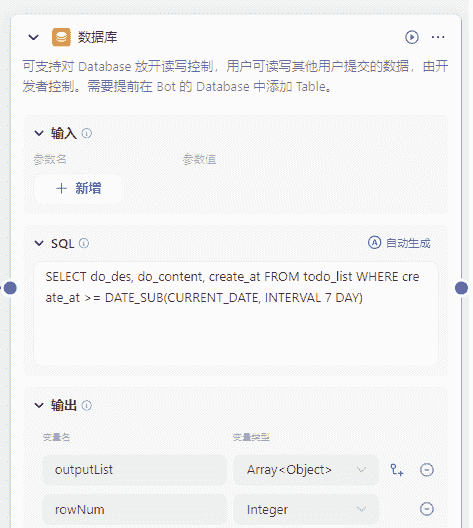 数据库
可支持对 Database 放开读写控制，用户可读写其他用户提交的数据，由开
发者控制。需要提前在 Bot 的 Database 中添加 Table。
输入
参数名 参数值
+ 新增
SQL 自动生成
SELECT do_des, do_content, create_at FROM todo_list WHERE cre
ate_at >= DATE_SUB(CURRENT_DATE, INTERVAL 7 DAY)
输出
变量名 变量类型
outputList Array<Object>
rowNum Integer